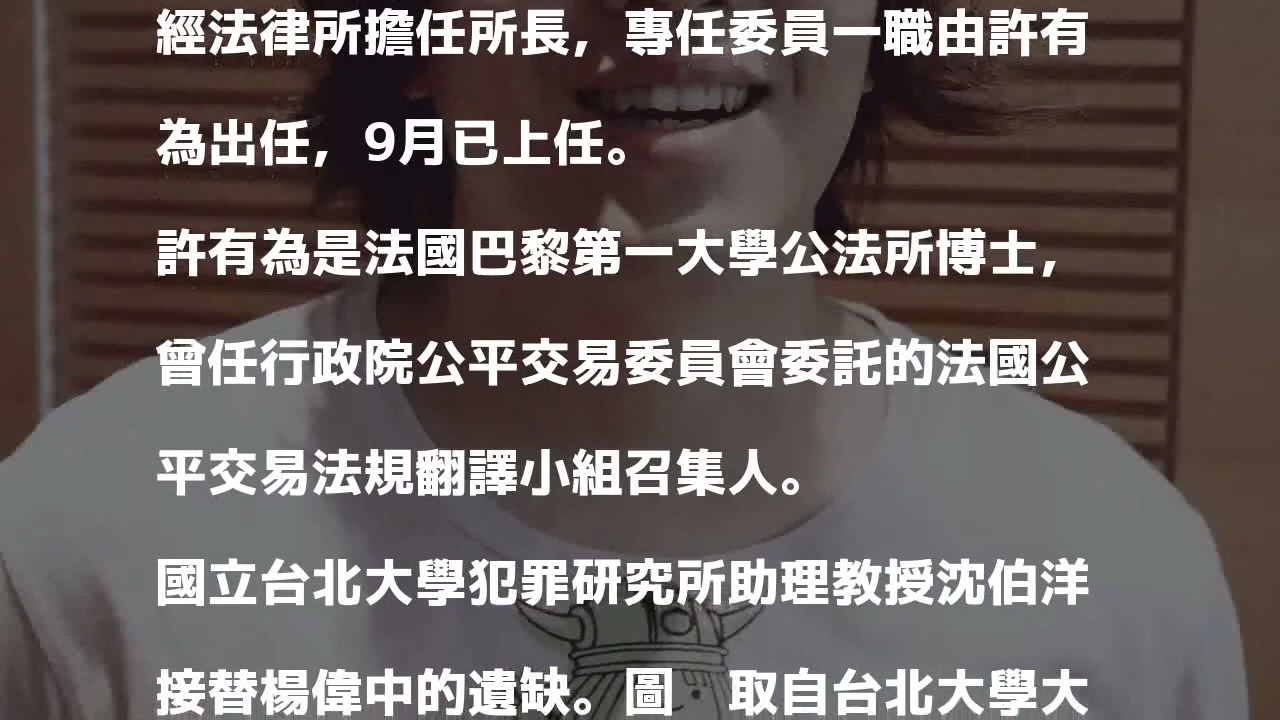 經法律所擔任所長，專任委員一職由許有
為出任，9月已上任。
許有為是法國巴黎第一大學公法所博士，
曾任行政院公平交易委員會委託的法國公
平交易法規翻譯小組召集人。
國立台北大學犯罪研究所助理教授沈伯洋
接替楊偉中的遺缺。圖　取自台北大學大